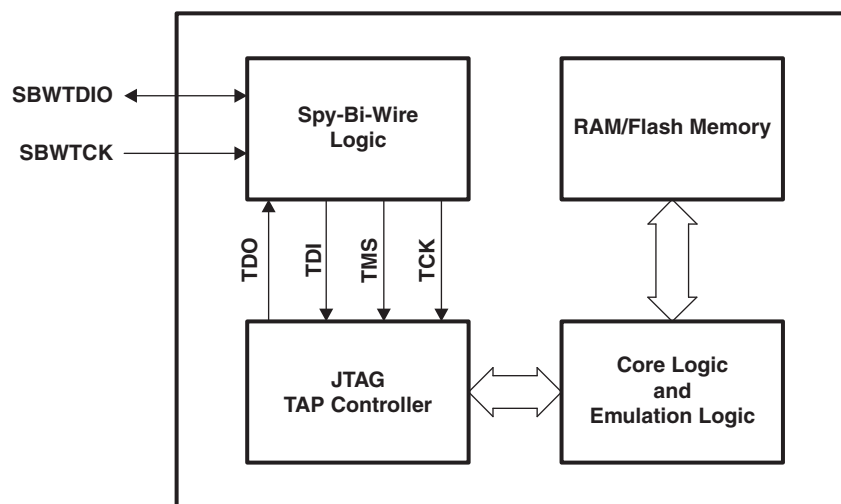 SBWTDIO
SBWTCK
Spy-Bi-Wire
Logic
RAM/Flash Memory
TDO
TDI
TMS
TCK
JTAG
TAP Controller
Core Logic
and
Emulation Logic